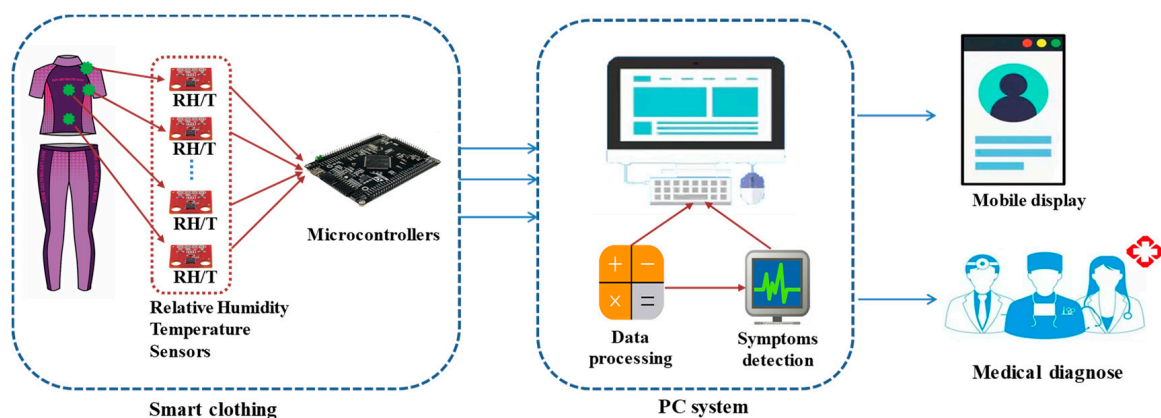 RH/T
RH/T
RH/T
RH/T
Relative Humidity
Temperature
Sensors
Microcontrollers
Smart clothing
Data
processing
Symptoms
detection
PC system
Mobile display
Medical diagnose